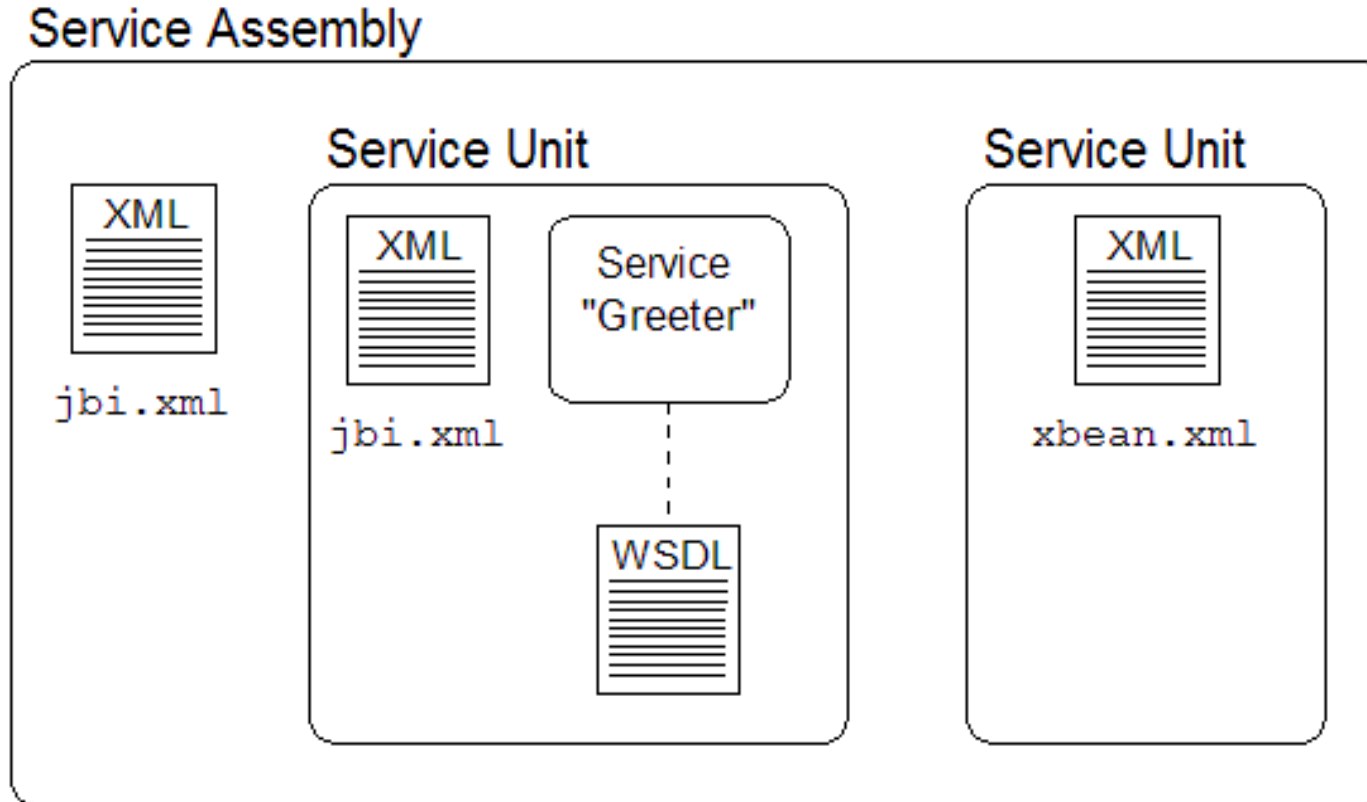 Service Assembly
Service Unit
Service Unit
XML
jbi.xml
XML
jbi.xml
Service
"Greeter"
WSDL
XML
xbean.xml